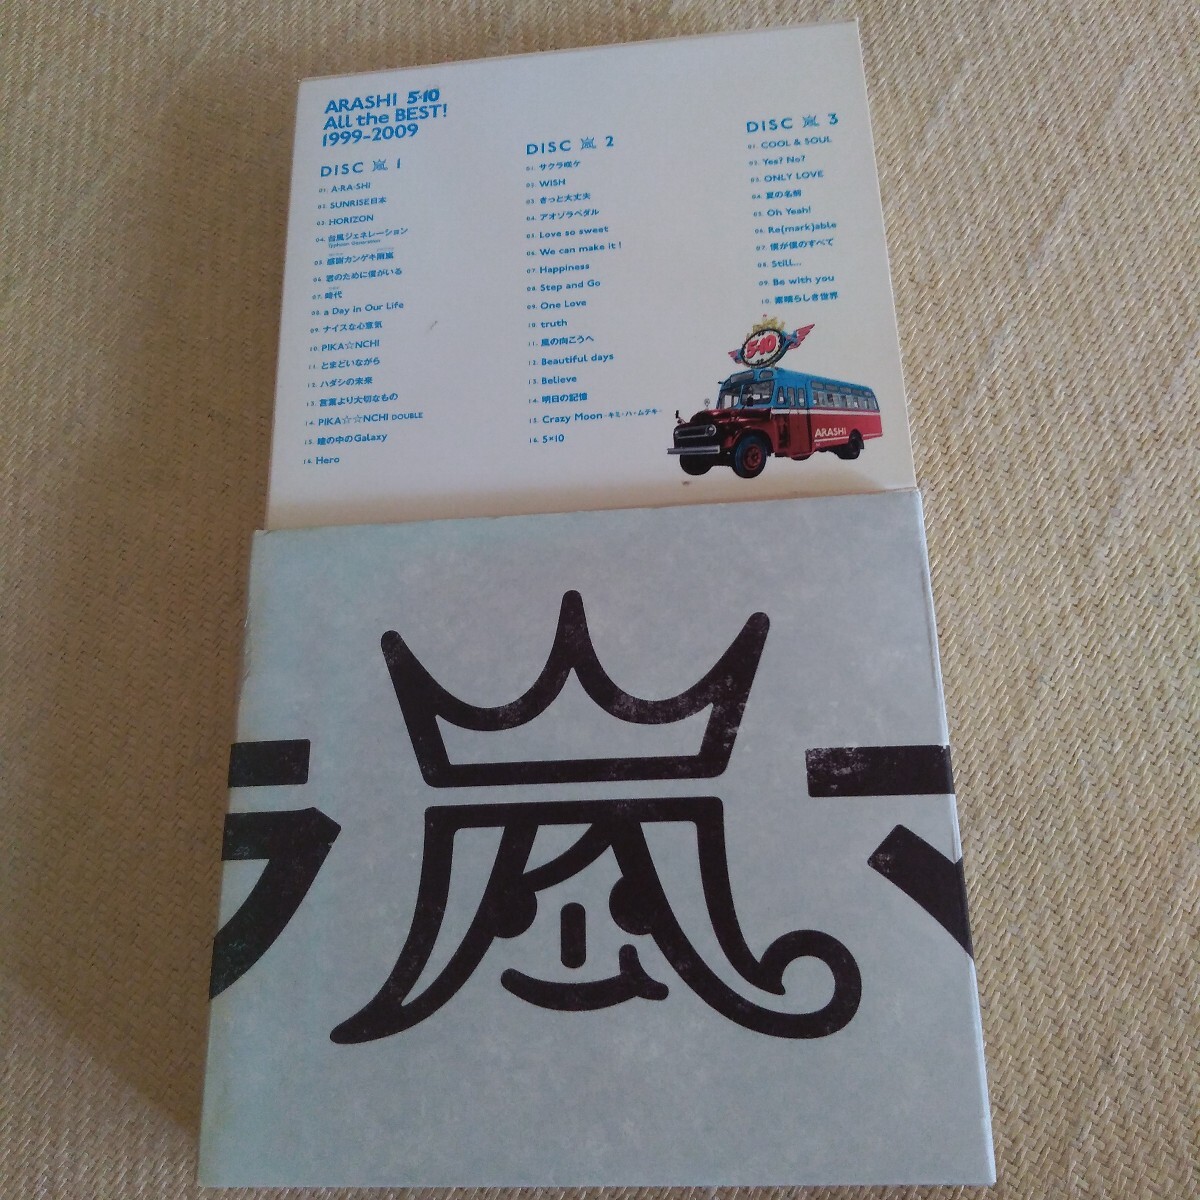 ARASHI 5×10
All the BEST!
1999-2009
DISC 嵐 1
01. A・RA・SHI
02. SUNRISE日本
03. HORIZON
04. 台風ジェネレーション
Typhoon Generation
05. 感謝カンゲキ雨嵐
06. 君のために僕がいる
07. 時代
08. a Day in Our Life
09. ナイスな心意気
10. PIKA☆NCHI
11. とまどいながら
12. ハダシの未来
13. 言葉より大切なもの
14. PIKA☆☆NCHI DOUBLE
15. 瞳の中のGalaxy
16. Hero
DISC 嵐 2
01. サクラ咲ケ
02. WISH
03. きっと大丈夫
04. アオゾラペダル
05. Love so sweet
06. We can make it!
07. Happiness
08. Step and Go
09. One Love
10. truth
11. 風の向こうへ
12. Beautiful days
13. Believe
14. 明日の記憶
15. Crazy Moon~キミ・ハ・ムテキ~
16. 5×10
DISC 嵐 3
01. COOL & SOUL
02. Yes? No?
03. ONLY LOVE
04. 夏の名前
05. Oh Yeah!
06. Re(mark)able
07. 僕が僕のすべて
08. Still...
09. Be with you
10. 素晴らしき世界
5×10
ARASHI
嵐